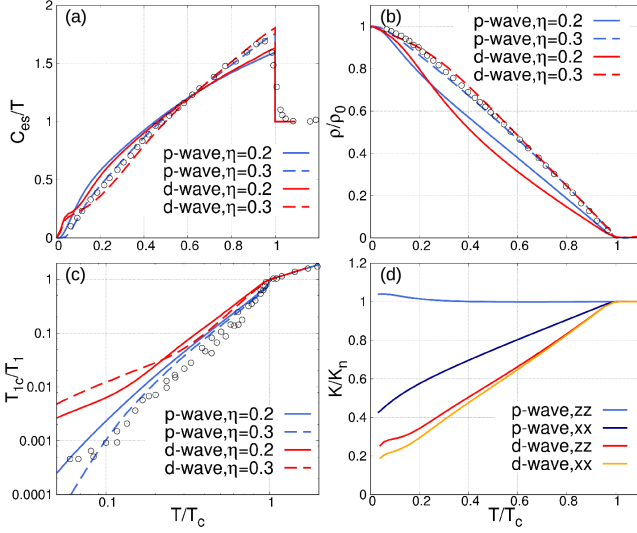 (a)
C_es/T
2
1.5
1
0.5
0
0 0.2 0.4 0.6 0.8 1
p-wave,η=0.2
p-wave,η=0.3
d-wave,η=0.2
d-wave,η=0.3
(b)
ρ/ρ_0
1
0.8
0.6
0.4
0.2
0
0 0.2 0.4 0.6 0.8 1
p-wave,η=0.2
p-wave,η=0.3
d-wave,η=0.2
d-wave,η=0.3
(c)
T_1c/T_1
1
0.1
0.01
0.001
0.0001
0.1 1
T/T_c
p-wave,η=0.2
p-wave,η=0.3
d-wave,η=0.2
d-wave,η=0.3
(d)
K/K_n
1.2
1
0.8
0.6
0.4
0.2
0
0 0.2 0.4 0.6 0.8 1
T/T_c
p-wave,zz
p-wave,xx
d-wave,zz
d-wave,xx